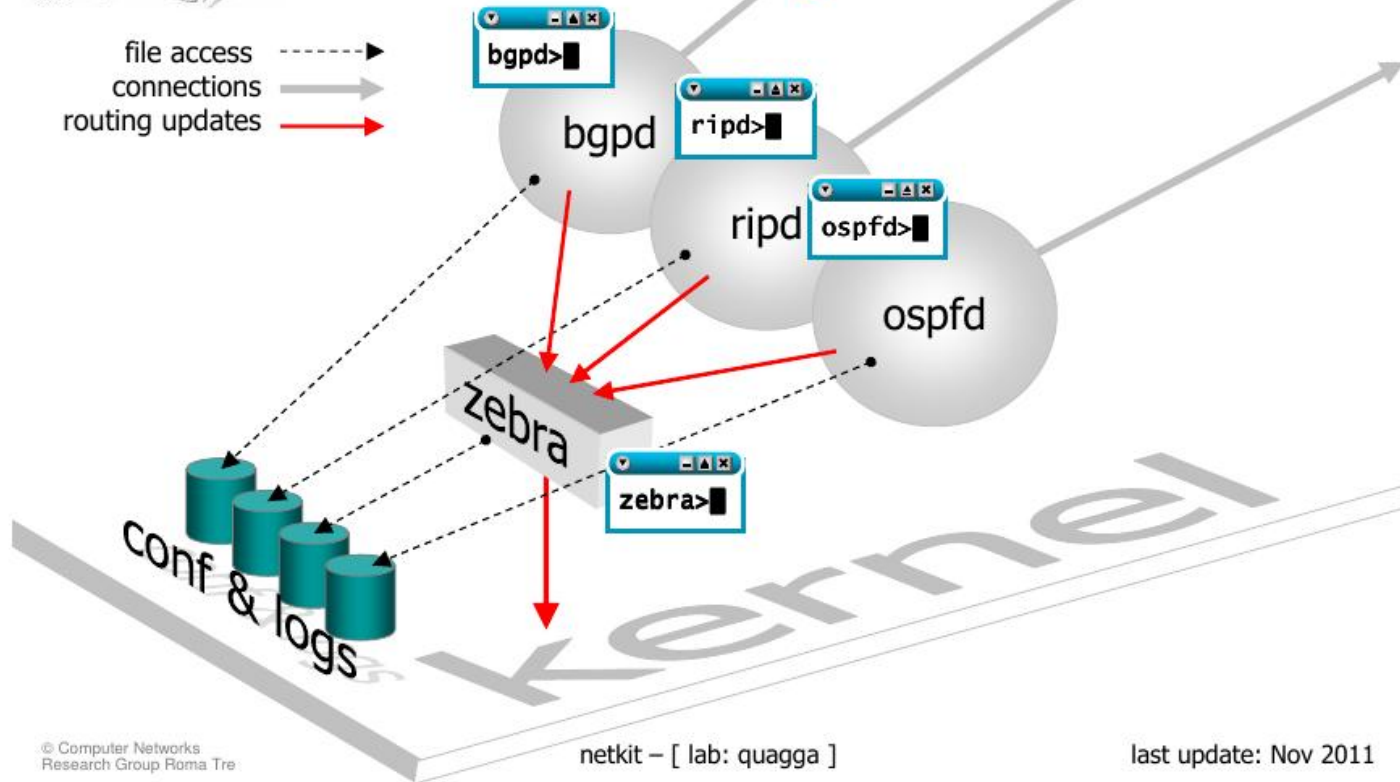 file access
connections
routing updates
bgpd>
bgpd
ripd>
ripd
ospfd>
ospfd
zebra
zebra>
conf & logs
kernel
© Computer Networks
Research Group Roma Tre
netkit – [ lab: quagga ]
last update: Nov 2011